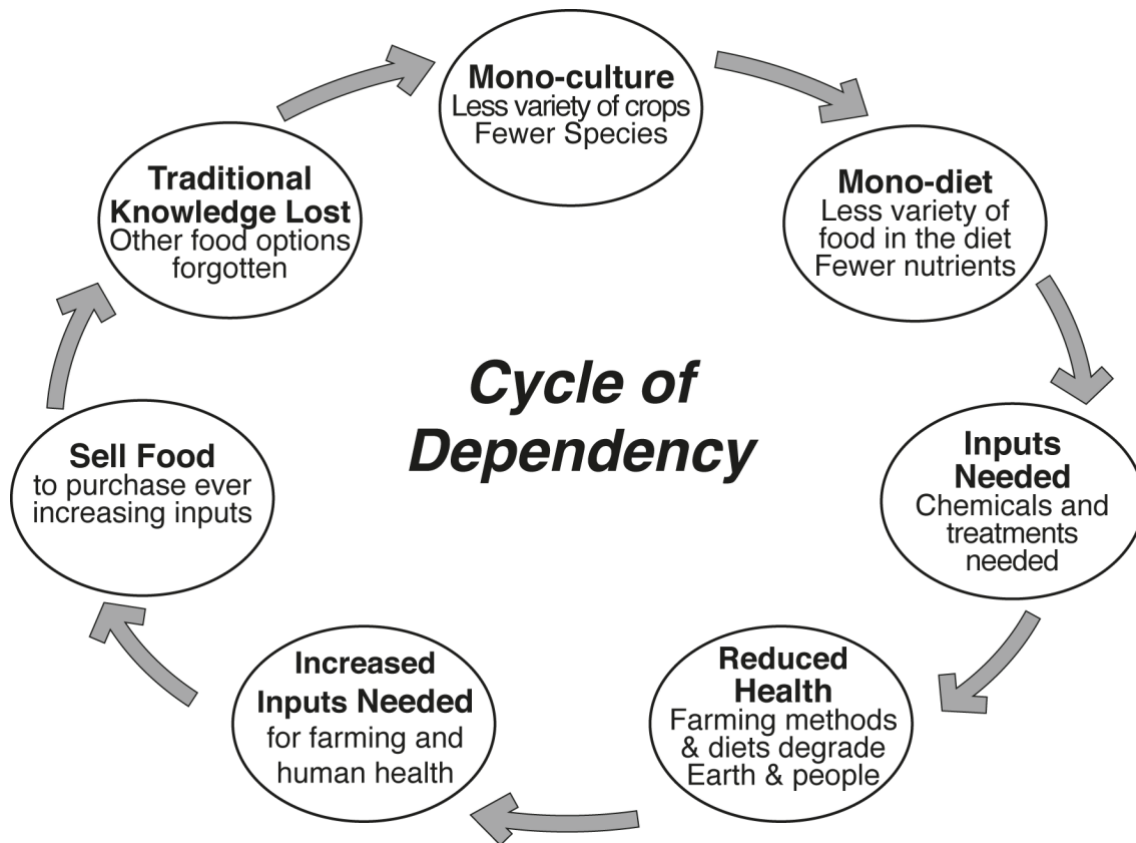 Mono-culture
Less variety of crops
Fewer Species
Mono-diet
Less variety of
food in the diet
Fewer nutrients
Inputs
Needed
Chemicals and
treatments
needed
Reduced
Health
Farming methods
& diets degrade
Earth & people
Increased
Inputs Needed
for farming and
human health
Sell Food
to purchase ever
increasing inputs
Traditional
Knowledge Lost
Other food options
forgotten
Cycle of
Dependency